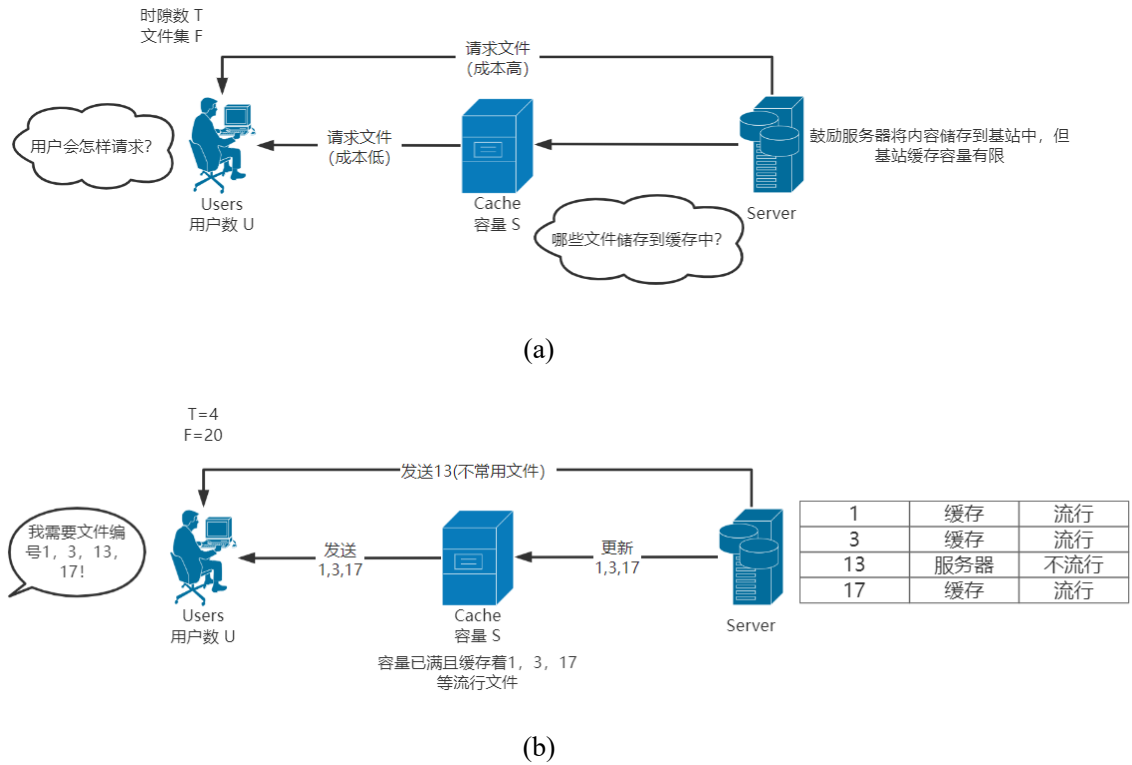 时隙数 T
文件集 F
请求文件
(成本高)
用户会怎样请求?
请求文件
(成本低)
鼓励服务器将内容储存到基站中，但
基站缓存容量有限
Users
用户数 U
Cache
容量 S
Server
哪些文件储存到缓存中?
(a)
T=4
F=20
发送13(不常用文件)
我需要文件编
号1，3，13，
17!
发送
1,3,17
更新
1,3,17
1 缓存 流行
3 缓存 流行
13 服务器 不流行
17 缓存 流行
Users
用户数 U
Cache
容量 S
Server
容量已满且缓存着1，3，17
等流行文件
(b)